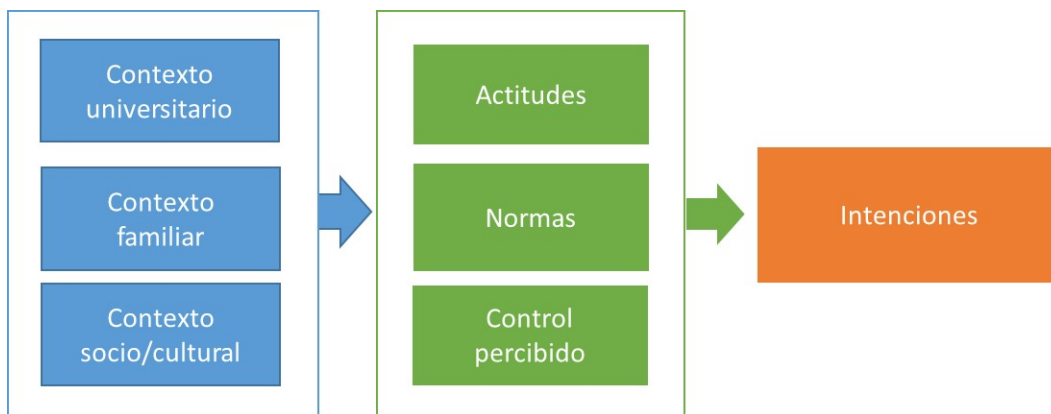 Contexto
universitario
Contexto
familiar
Contexto
socio/cultural
Actitudes
Normas
Control
percibido
Intenciones